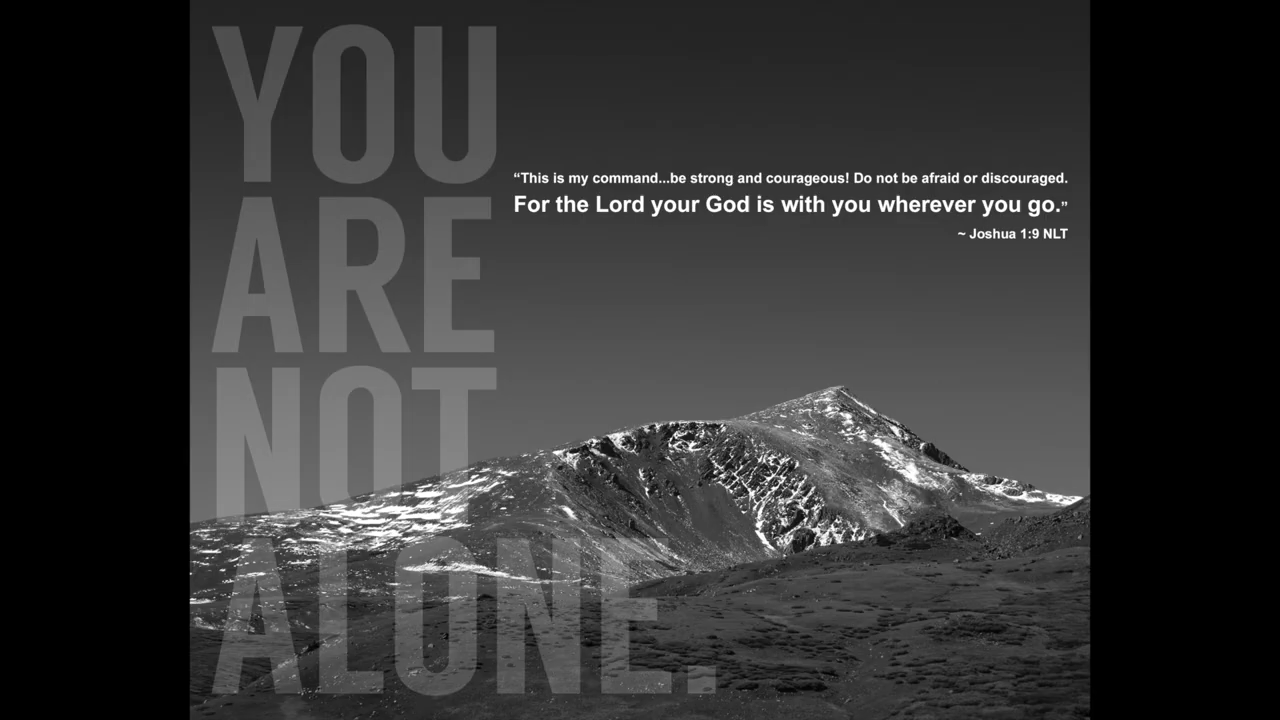 YOU
ARE
NOT
ALONE.
“This is my command...be strong and courageous! Do not be afraid or discouraged.
For the Lord your God is with you wherever you go.”
~ Joshua 1:9 NLT